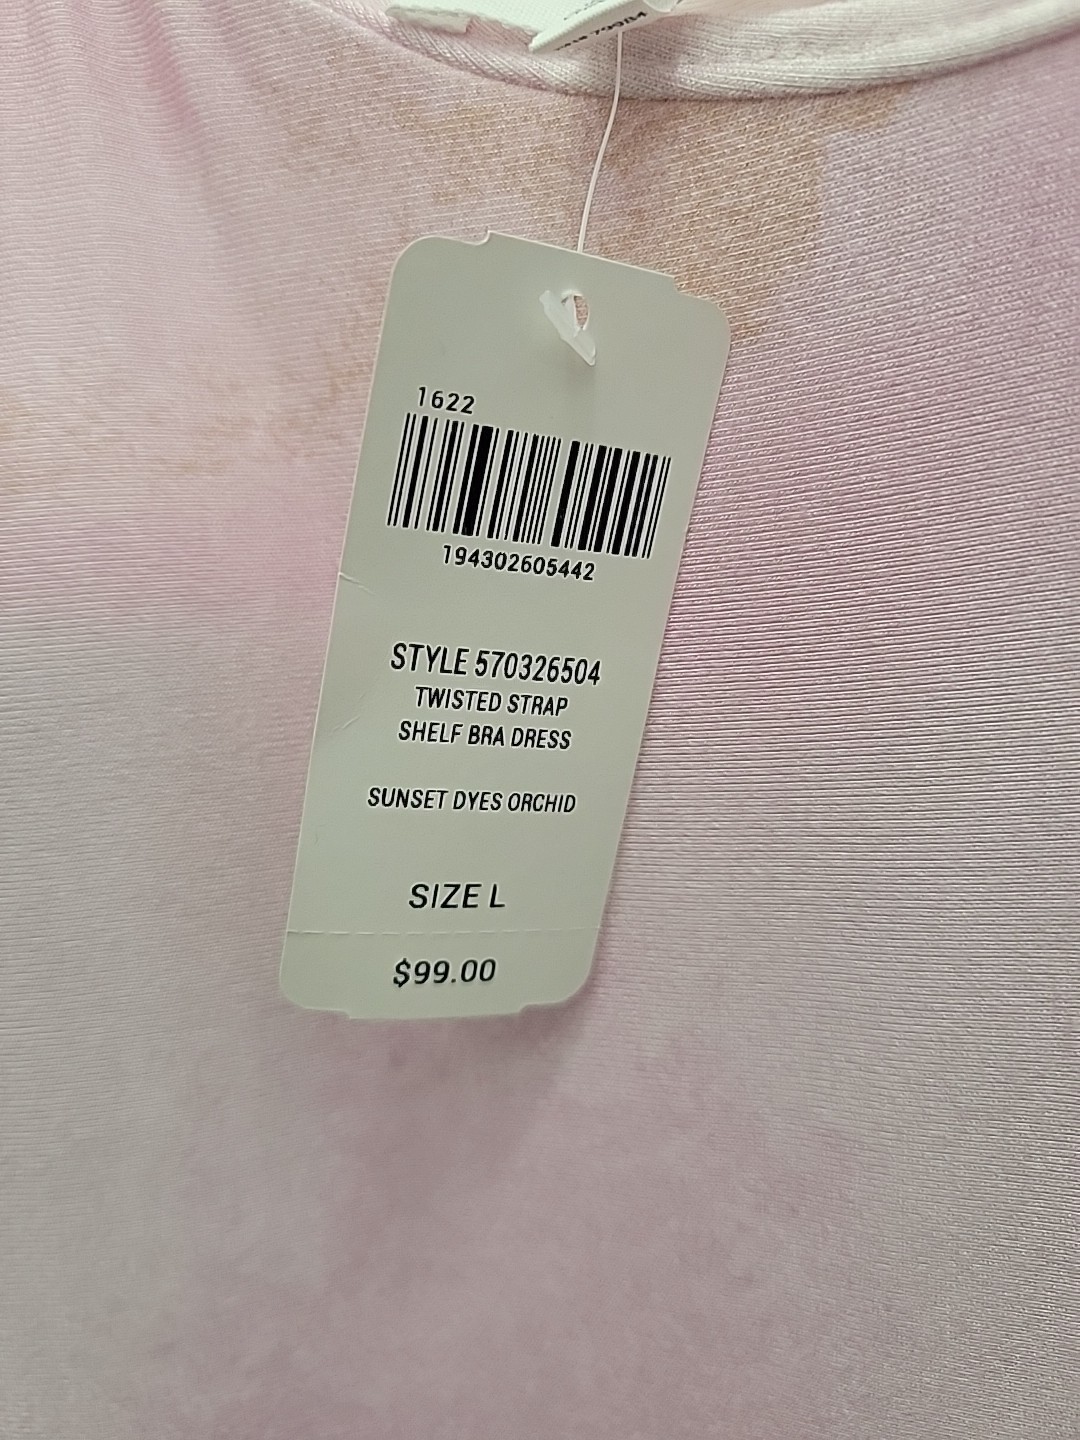 1622
194302605442
STYLE 570326504
TWISTED STRAP
SHELF BRA DRESS
SUNSET DYES ORCHID
SIZE L
$99.00